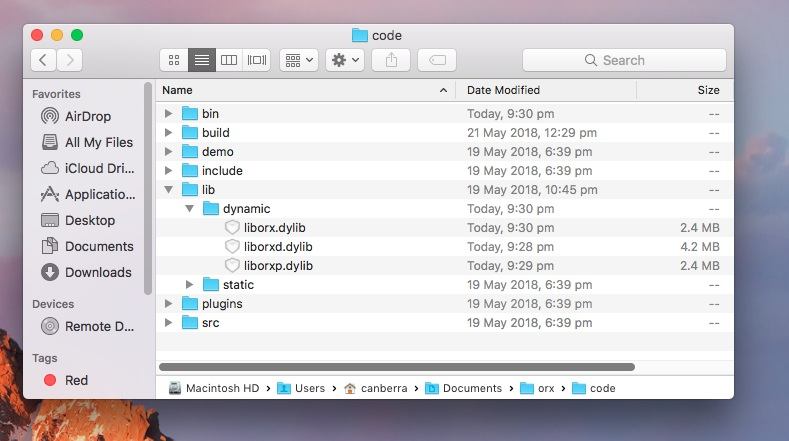 code
Search
Favorites
AirDrop
All My Files
iCloud Dri...
Applicatio...
Desktop
Documents
Downloads
Devices
Remote D...
Tags
Red
Name Date Modified Size
bin Today, 9:30 pm --
build 21 May 2018, 12:29 pm --
demo 19 May 2018, 6:39 pm --
include 19 May 2018, 6:39 pm --
lib 19 May 2018, 10:45 pm --
dynamic Today, 9:30 pm --
liborx.dylib Today, 9:30 pm 2.4 MB
liborxd.dylib Today, 9:28 pm 4.2 MB
liborxp.dylib Today, 9:29 pm 2.4 MB
static 19 May 2018, 6:39 pm --
plugins 19 May 2018, 6:39 pm --
src 19 May 2018, 6:39 pm --
Macintosh HD Users canberra Documents orx code